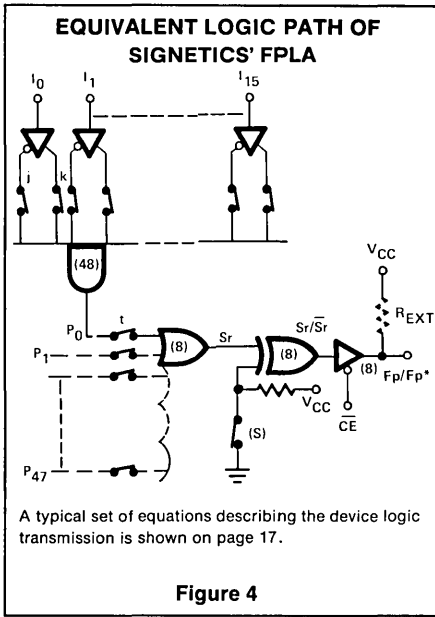 EQUIVALENT LOGIC PATH OF
SIGNETICS' FPLA
I0 I1 I15
j k
(48)
VCC
P0 t (8) Sr (8) Sr/S̅r̅ REXT
P1 (8) Fp/Fp*
VCC
(S) C̅E̅
P47
A typical set of equations describing the device logic
transmission is shown on page 17.
Figure 4